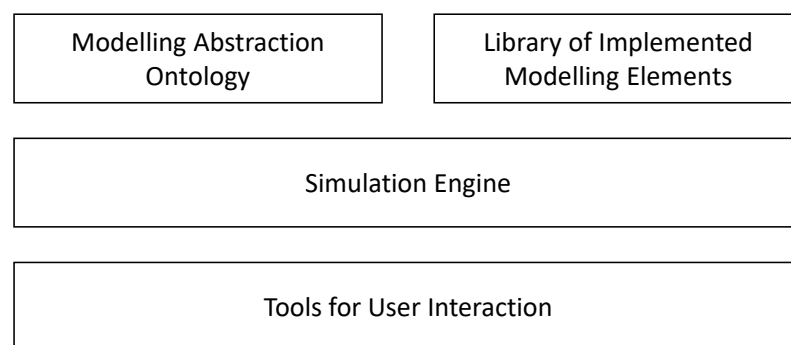 Modelling Abstraction
Ontology
Library of Implemented
Modelling Elements
Simulation Engine
Tools for User Interaction